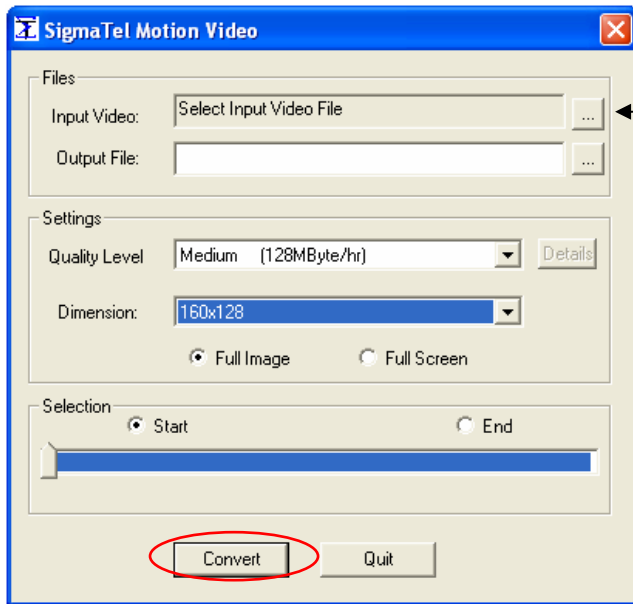 SigmaTel Motion Video
Files
Input Video: Select Input Video File ...
Output File: ...
Settings
Quality Level Medium (128MByte/hr) Details
Dimension: 160x128
Full Image Full Screen
Selection
Start End
Convert Quit